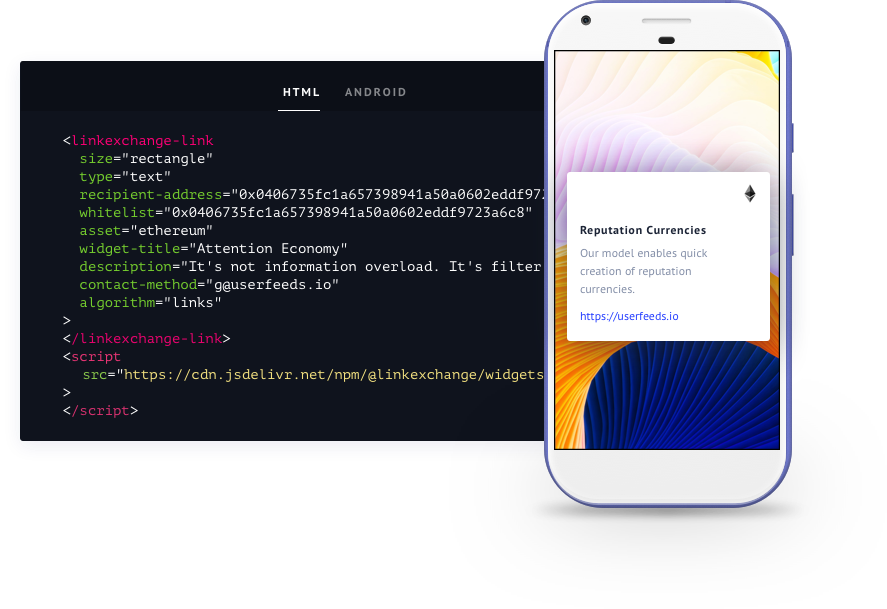 HTML ANDROID
<linkexchange-link
size="rectangle"
type="text"
recipient-address="0x0406735fc1a657398941a50a0602eddf972
whitelist="0x0406735fc1a657398941a50a0602eddf9723a6c8"
asset="ethereum"
widget-title="Attention Economy"
description="It's not information overload. It's filter
contact-method="g@userfeeds.io"
algorithm="links"
>
</linkexchange-link>
<script
src="https://cdn.jsdelivr.net/npm/@linkexchange/widgets
>
</script>
Reputation Currencies
Our model enables quick
creation of reputation
currencies.
https://userfeeds.io